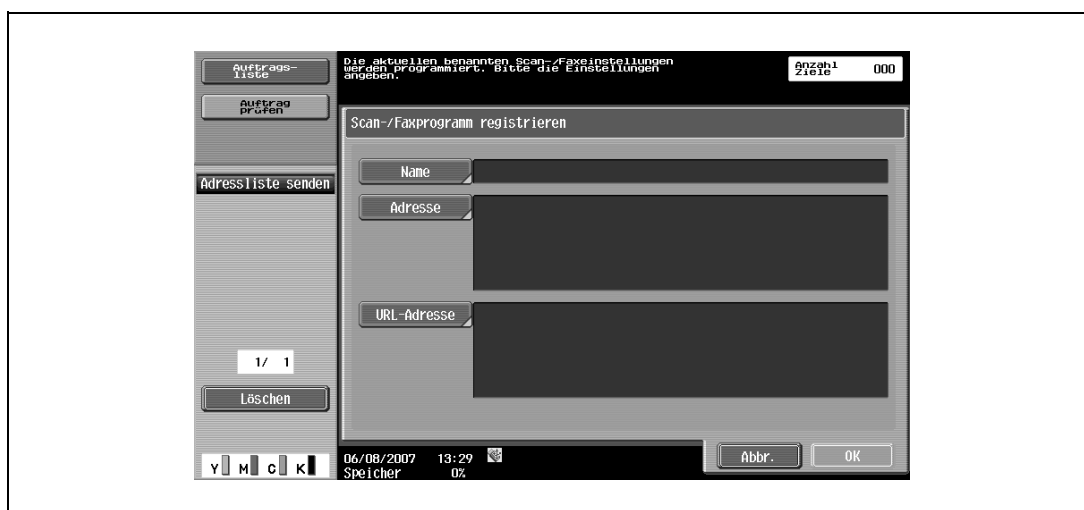 Auftrags-
liste
Auftrag
prüfen
Adressliste senden
1/ 1
Löschen
Y M C K
Die aktuellen benannten Scan-/Faxeinstellungen
werden programmiert. Bitte die Einstellungen
angeben.
Anzahl
Ziele 000
Scan-/Faxprogramm registrieren
Name
Adresse
URL-Adresse
06/08/2007 13:29
Speicher 0%
Abbr.
OK